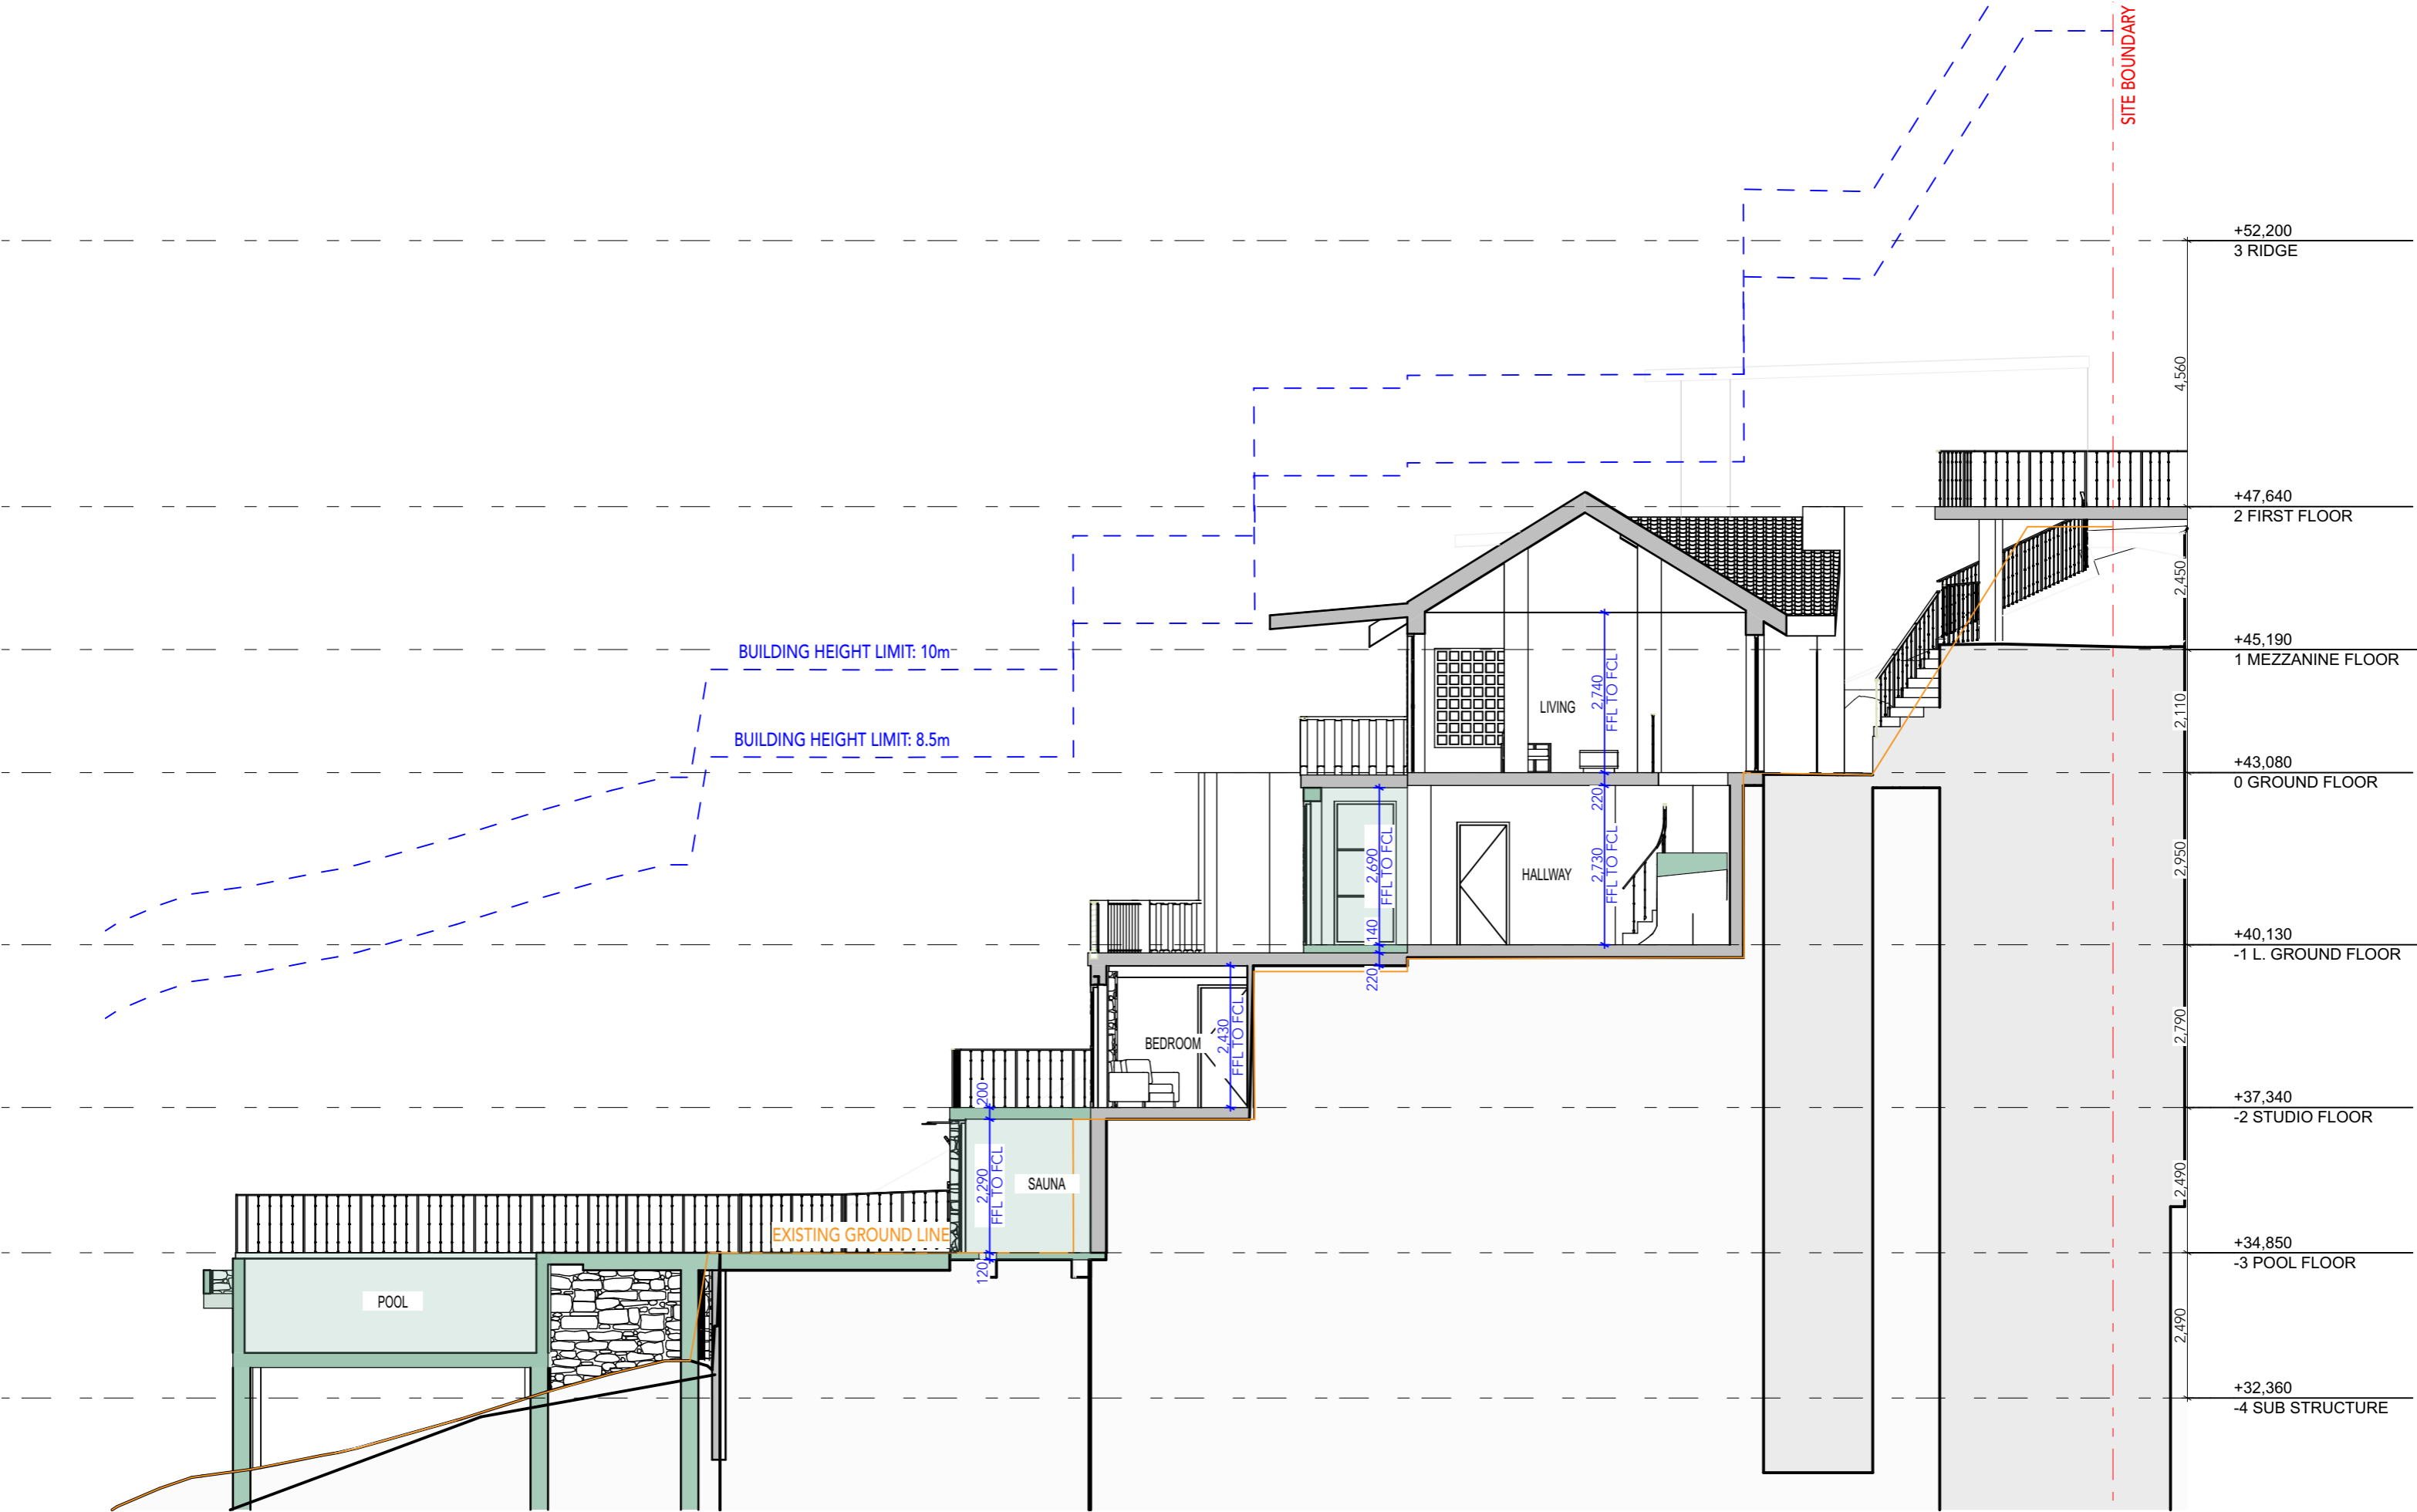 SITE BOUNDARY
+52,200
3 RIDGE
4,560
+47,640
2 FIRST FLOOR
2,450
BUILDING HEIGHT LIMIT: 10m
+45,190
1 MEZZANINE FLOOR
2,740
FFL TO FCL
LIVING
2,110
BUILDING HEIGHT LIMIT: 8.5m
+43,080
0 GROUND FLOOR
220
2,690
FFL TO FCL
2,730
FFL TO FCL
HALLWAY
2,950
140
+40,130
-1 L. GROUND FLOOR
220
2,430
FFL TO FCL
BEDROOM
2,790
200
+37,340
-2 STUDIO FLOOR
2,290
FFL TO FCL
SAUNA
2,490
EXISTING GROUND LINE
+34,850
-3 POOL FLOOR
120
POOL
2,490
+32,360
-4 SUB STRUCTURE